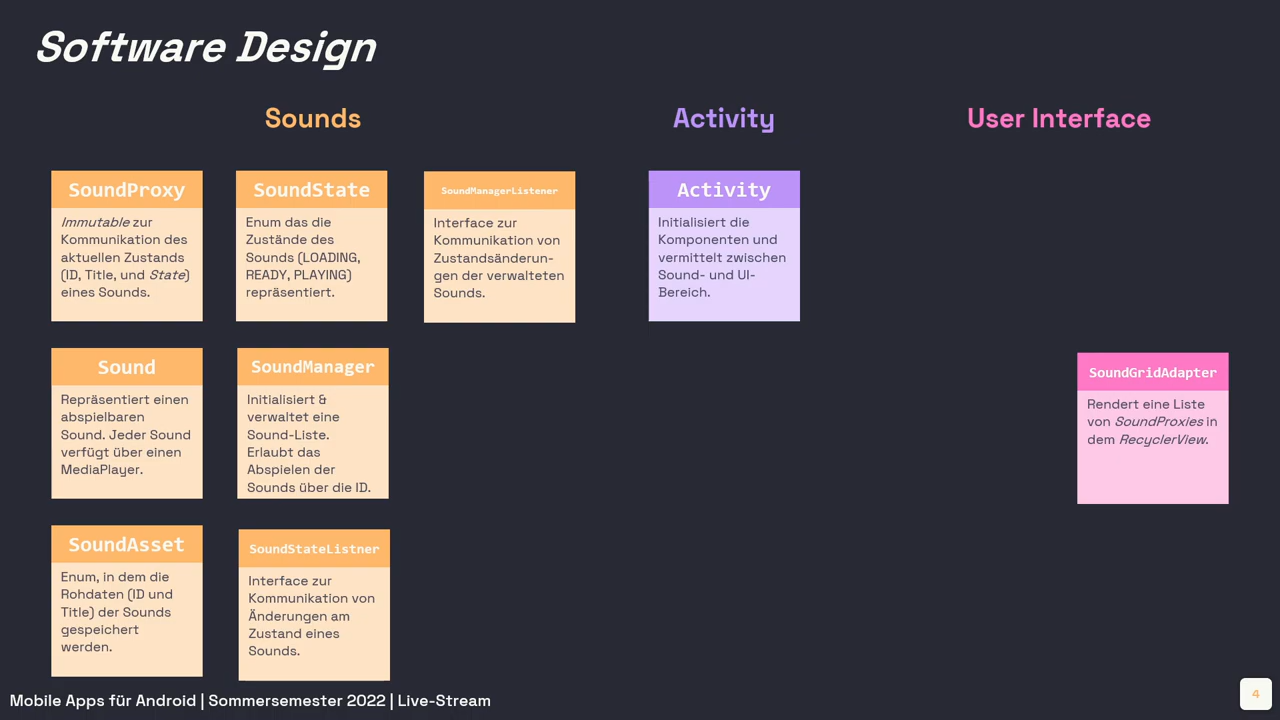 Software Design
Sounds
Activity
User Interface
SoundProxy
Immutable zur
Kommunikation des
aktuellen Zustands
(ID, Title, und State)
eines Sounds.
SoundState
Enum das die
Zustände des
Sounds (LOADING,
READY, PLAYING)
repräsentiert.
SoundManagerListener
Interface zur
Kommunikation von
Zustandsänderun-
gen der verwalteten
Sounds.
Activity
Initialisiert die
Komponenten und
vermittelt zwischen
Sound- und UI-
Bereich.
Sound
Repräsentiert einen
abspielbaren
Sound. Jeder Sound
verfügt über einen
MediaPlayer.
SoundManager
Initialisiert &
verwaltet eine
Sound-Liste.
Erlaubt das
Abspielen der
Sounds über die ID.
SoundGridAdapter
Rendert eine Liste
von SoundProxies in
dem RecyclerView.
SoundAsset
Enum, in dem die
Rohdaten (ID und
Title) der Sounds
gespeichert
werden.
SoundStateListner
Interface zur
Kommunikation von
Änderungen am
Zustand eines
Sounds.
Mobile Apps für Android | Sommersemester 2022 | Live-Stream
4